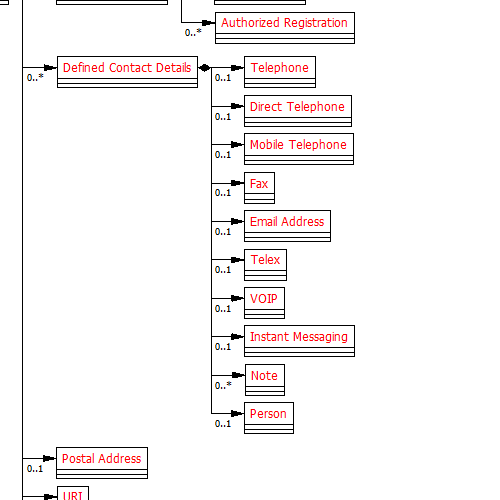 Authorized Registration
0..*
Defined Contact Details
0..*
Telephone
0..1
Direct Telephone
0..1
Mobile Telephone
0..1
Fax
0..1
Email Address
0..1
Telex
0..1
VOIP
0..1
Instant Messaging
0..1
Note
0..*
Person
0..1
Postal Address
0..1
URI